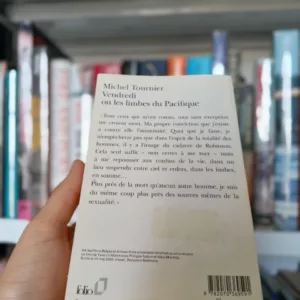 Michel Tournier
Vendredi
ou les limbes du Pacifique
« Tous ceux qui m'ont connu, tous sans exception
me croient mort. Ma propre conviction que j'existe
a contre elle l'unanimité. Quoi que je fasse, je
n'empêcherai pas que dans l'esprit de la totalité des
hommes, il y a l'image du cadavre de Robinson.
Cela seul suffit – non certes à me tuer – mais
à me repousser aux confins de la vie, dans un
lieu suspendu entre ciel et enfers, dans les limbes,
en somme...
Plus près de la mort qu'aucun autre homme, je suis
du même coup plus près des sources mêmes de la
sexualité. »
folio